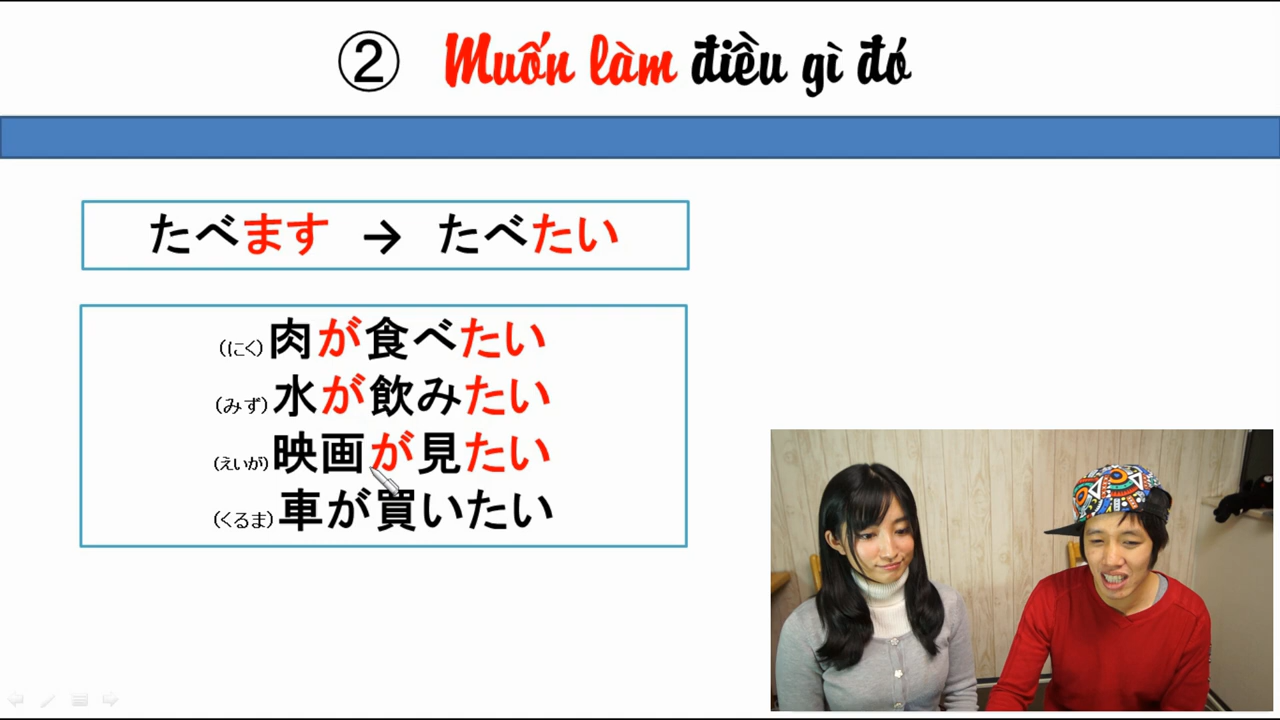 ② Muốn làm điều gì đó
たべます → たべたい
(にく)肉が食べたい
(みず)水が飲みたい
(えいが)映画が見たい
(くるま)車が買いたい